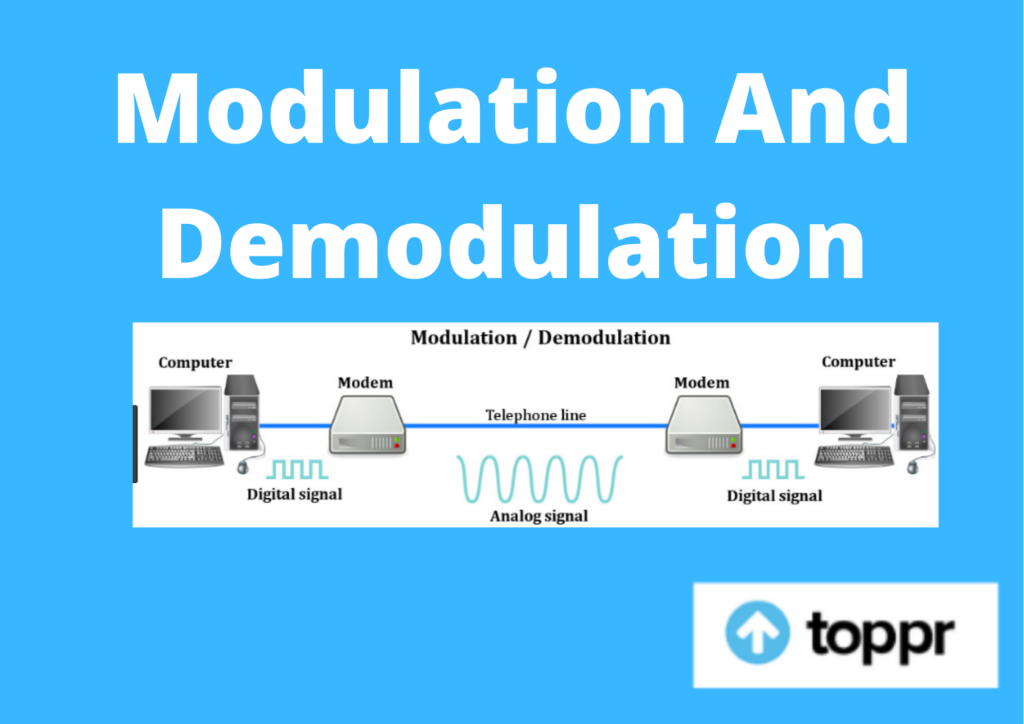 Modulation And
Demodulation
Modulation / Demodulation
Computer
Computer
Modem
Modem
Telephone line
Digital signal
Digital signal
Analog signal
toppr